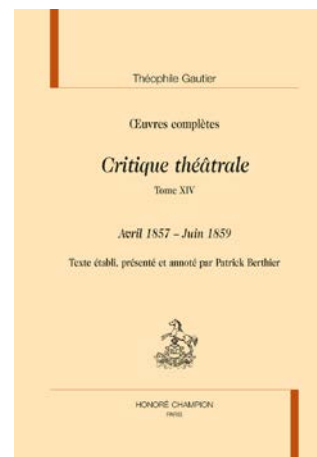 Théophile Gautier
Œuvres complètes
Critique théâtrale
Tome XIV
Avril 1857 – Juin 1859
Texte établi, présenté et annoté par Patrick Berthier
HONORÉ CHAMPION
PARIS